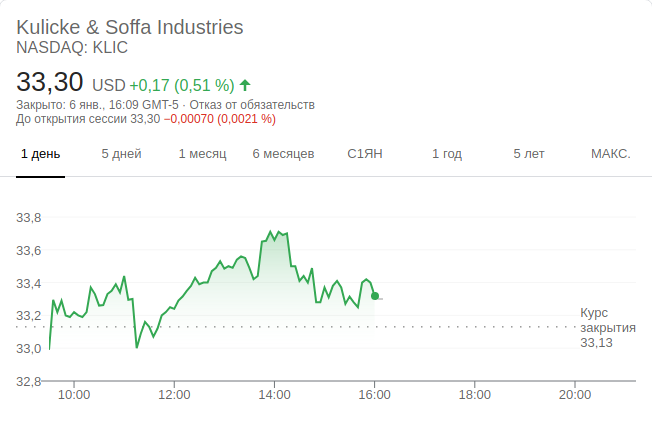 Kulicke & Soffa Industries
NASDAQ: KLIC
33,30 USD +0,17 (0,51 %)
Закрыто: 6 янв., 16:09 GMT-5 · Отказ от обязательств
До открытия сессии 33,30 −0,00070 (0,0021 %)
1 день 5 дней 1 месяц 6 месяцев С1ЯН 1 год 5 лет МАКС.
33,8
33,6
33,4
33,2
33,0
32,8
Курс
закрытия
33,13
10:00 12:00 14:00 16:00 18:00 20:00